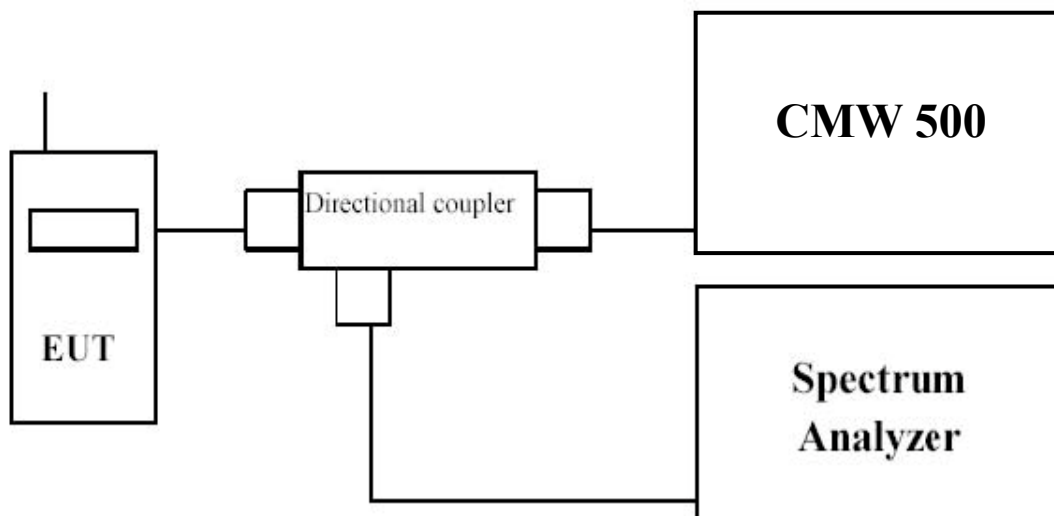 CMW 500
Directional coupler
EUT
Spectrum
Analyzer